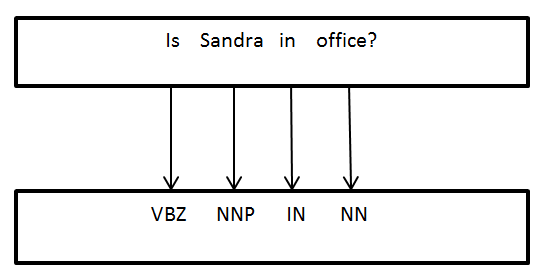 Is Sandra in office?
VBZ NNP IN NN